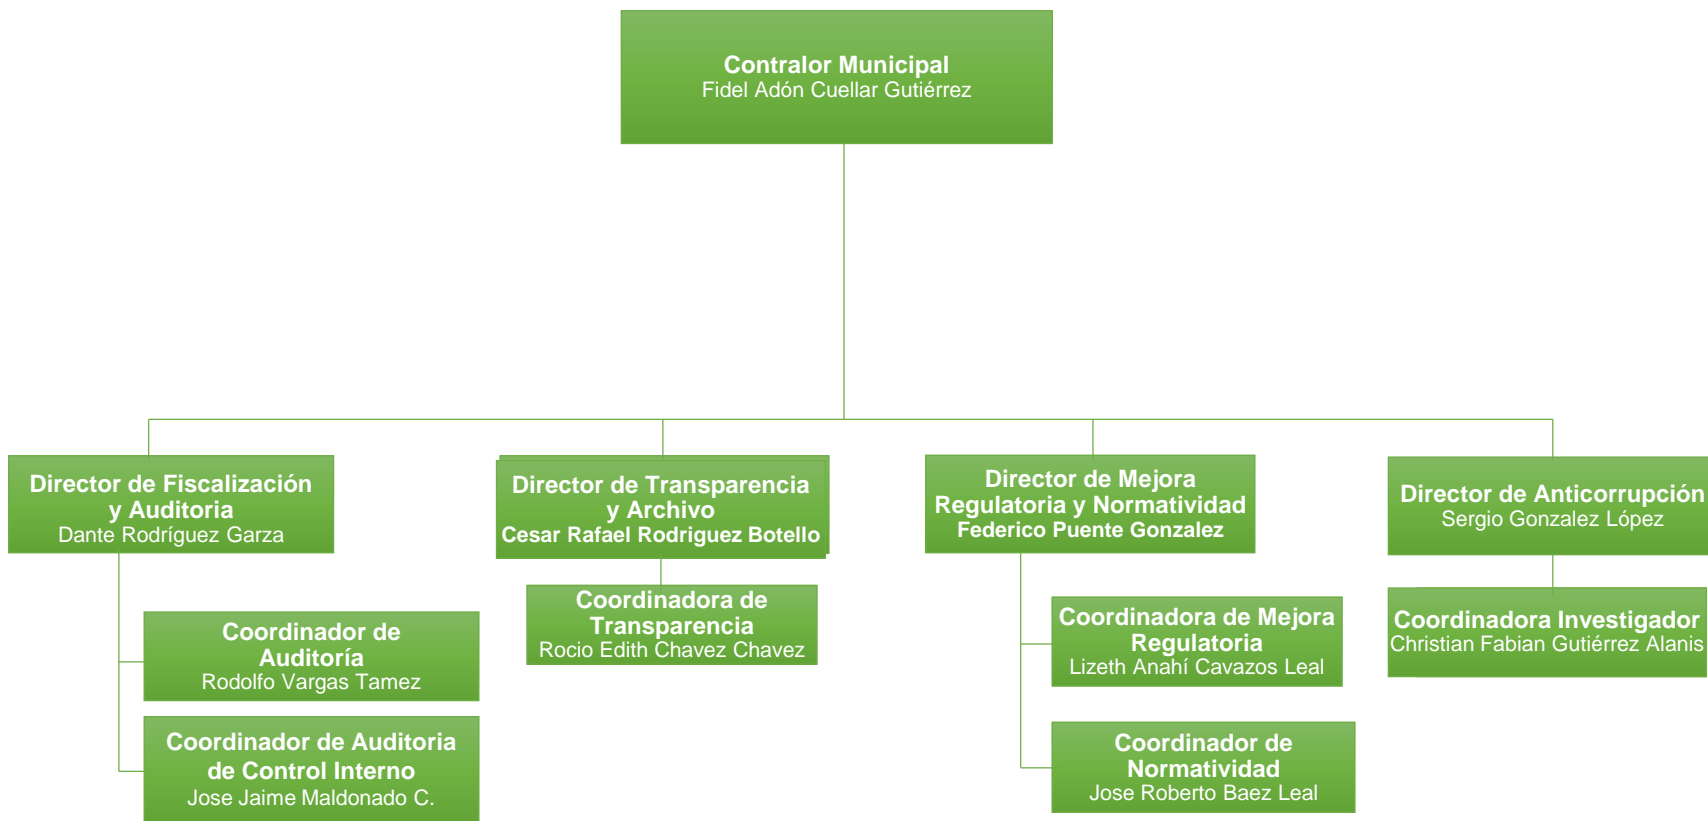 Contralor Municipal
Fidel Adón Cuellar Gutiérrez
Director de Fiscalización
y Auditoria
Dante Rodríguez Garza
Director de Transparencia
y Archivo
Cesar Rafael Rodriguez Botello
Director de Mejora
Regulatoria y Normatividad
Federico Puente Gonzalez
Director de Anticorrupción
Sergio Gonzalez López
Coordinador de
Auditoría
Rodolfo Vargas Tamez
Coordinador de Auditoria
de Control Interno
Jose Jaime Maldonado C.
Coordinadora de
Transparencia
Rocio Edith Chavez Chavez
Coordinadora de Mejora
Regulatoria
Lizeth Anahí Cavazos Leal
Coordinador de
Normatividad
Jose Roberto Baez Leal
Coordinadora Investigador
Christian Fabian Gutiérrez Alanis